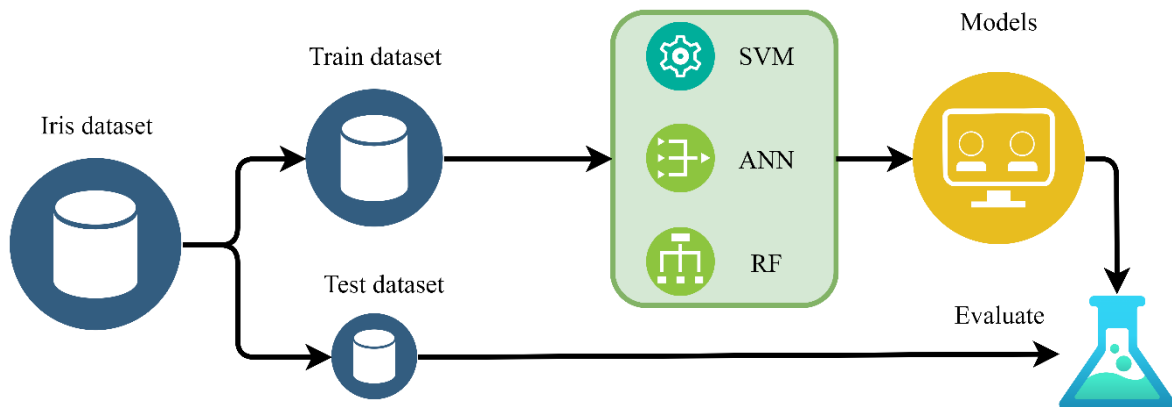 Iris dataset
Train dataset
Test dataset
SVM
ANN
RF
Models
Evaluate